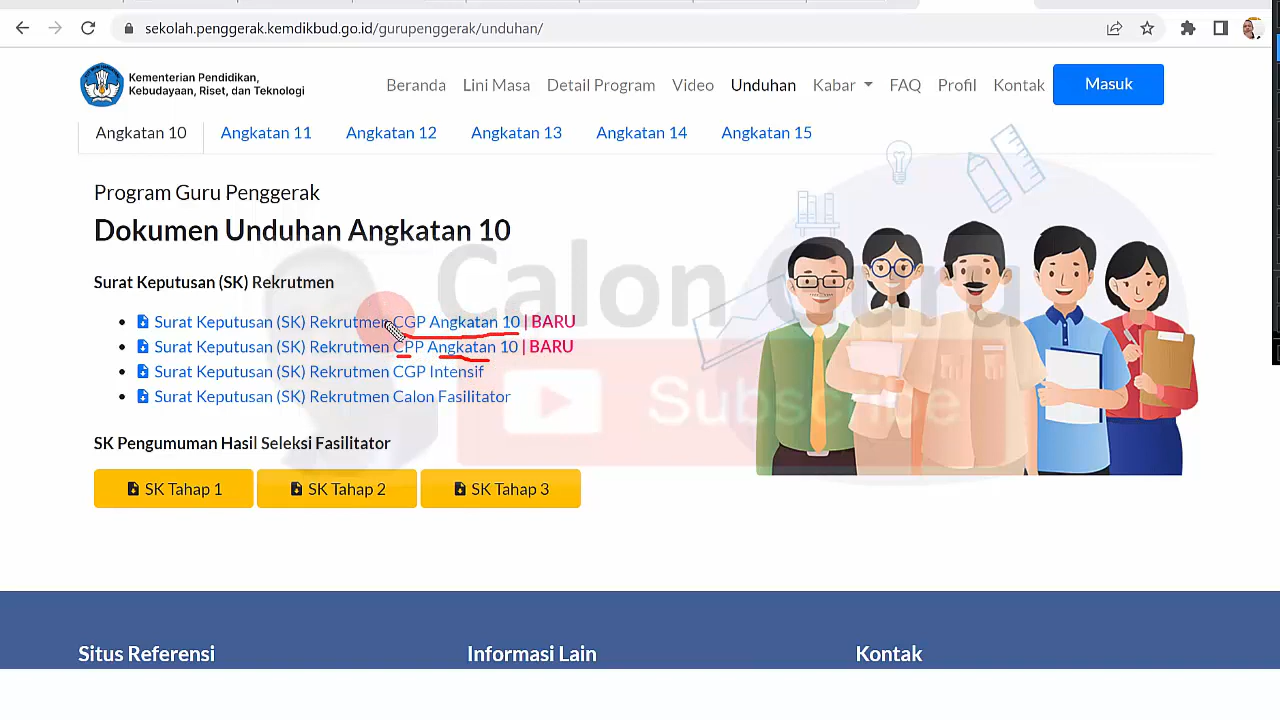 sekolah.penggerak.kemdikbud.go.id/gurupenggerak/unduhan/
Kementerian Pendidikan,
Kebudayaan, Riset, dan Teknologi
Beranda Lini Masa Detail Program Video Unduhan Kabar FAQ Profil Kontak Masuk
Angkatan 10 Angkatan 11 Angkatan 12 Angkatan 13 Angkatan 14 Angkatan 15
Program Guru Penggerak
Dokumen Unduhan Angkatan 10
Calon Guru
Subscribe
Surat Keputusan (SK) Rekrutmen
Surat Keputusan (SK) Rekrutmen CGP Angkatan 10 | BARU
Surat Keputusan (SK) Rekrutmen CPP Angkatan 10 | BARU
Surat Keputusan (SK) Rekrutmen CGP Intensif
Surat Keputusan (SK) Rekrutmen Calon Fasilitator
SK Pengumuman Hasil Seleksi Fasilitator
SK Tahap 1 SK Tahap 2 SK Tahap 3
Situs Referensi Informasi Lain Kontak